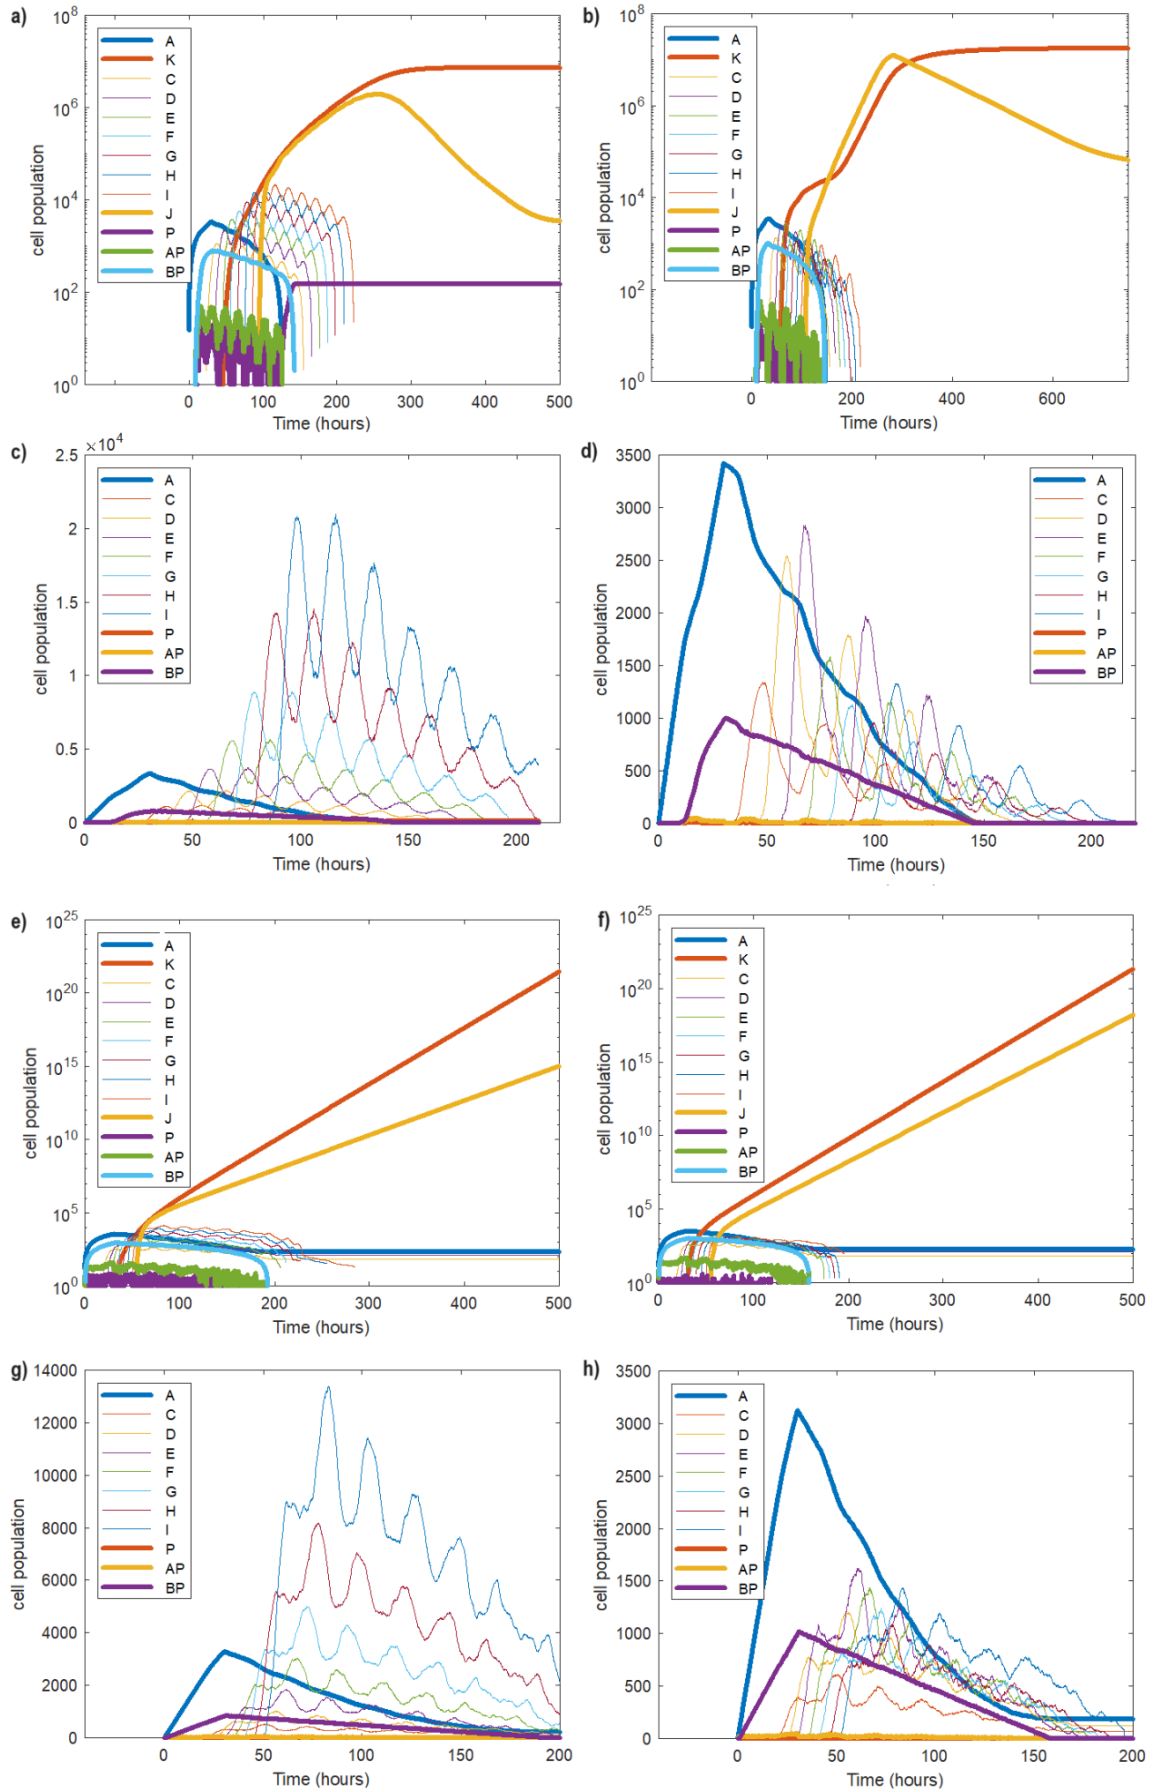 a)
10^8
10^6
10^4
10^2
10^0
cell population
A
K
C
D
E
F
G
H
I
J
P
AP
BP
0
100
200
300
400
500
Time (hours)
b)
10^8
10^6
10^4
10^2
10^0
cell population
A
K
C
D
E
F
G
H
I
J
P
AP
BP
0
200
400
600
Time (hours)
c)
×10^4
2.5
2
1.5
1
0.5
0
cell population
A
C
D
E
F
G
H
I
P
AP
BP
0
50
100
150
200
Time (hours)
d)
3500
3000
2500
2000
1500
1000
500
0
cell population
A
C
D
E
F
G
H
I
P
AP
BP
0
50
100
150
200
Time (hours)
e)
10^25
10^20
10^15
10^10
10^5
10^0
cell population
A
K
C
D
E
F
G
H
I
J
P
AP
BP
0
100
200
300
400
500
Time (hours)
f)
10^25
10^20
10^15
10^10
10^5
10^0
cell population
A
K
C
D
E
F
G
H
I
J
P
AP
BP
0
100
200
300
400
500
Time (hours)
g)
14000
12000
10000
8000
6000
4000
2000
0
cell population
A
C
D
E
F
G
H
I
P
AP
BP
0
50
100
150
200
Time (hours)
h)
3500
3000
2500
2000
1500
1000
500
0
cell population
A
C
D
E
F
G
H
I
P
AP
BP
0
50
100
150
200
Time (hours)